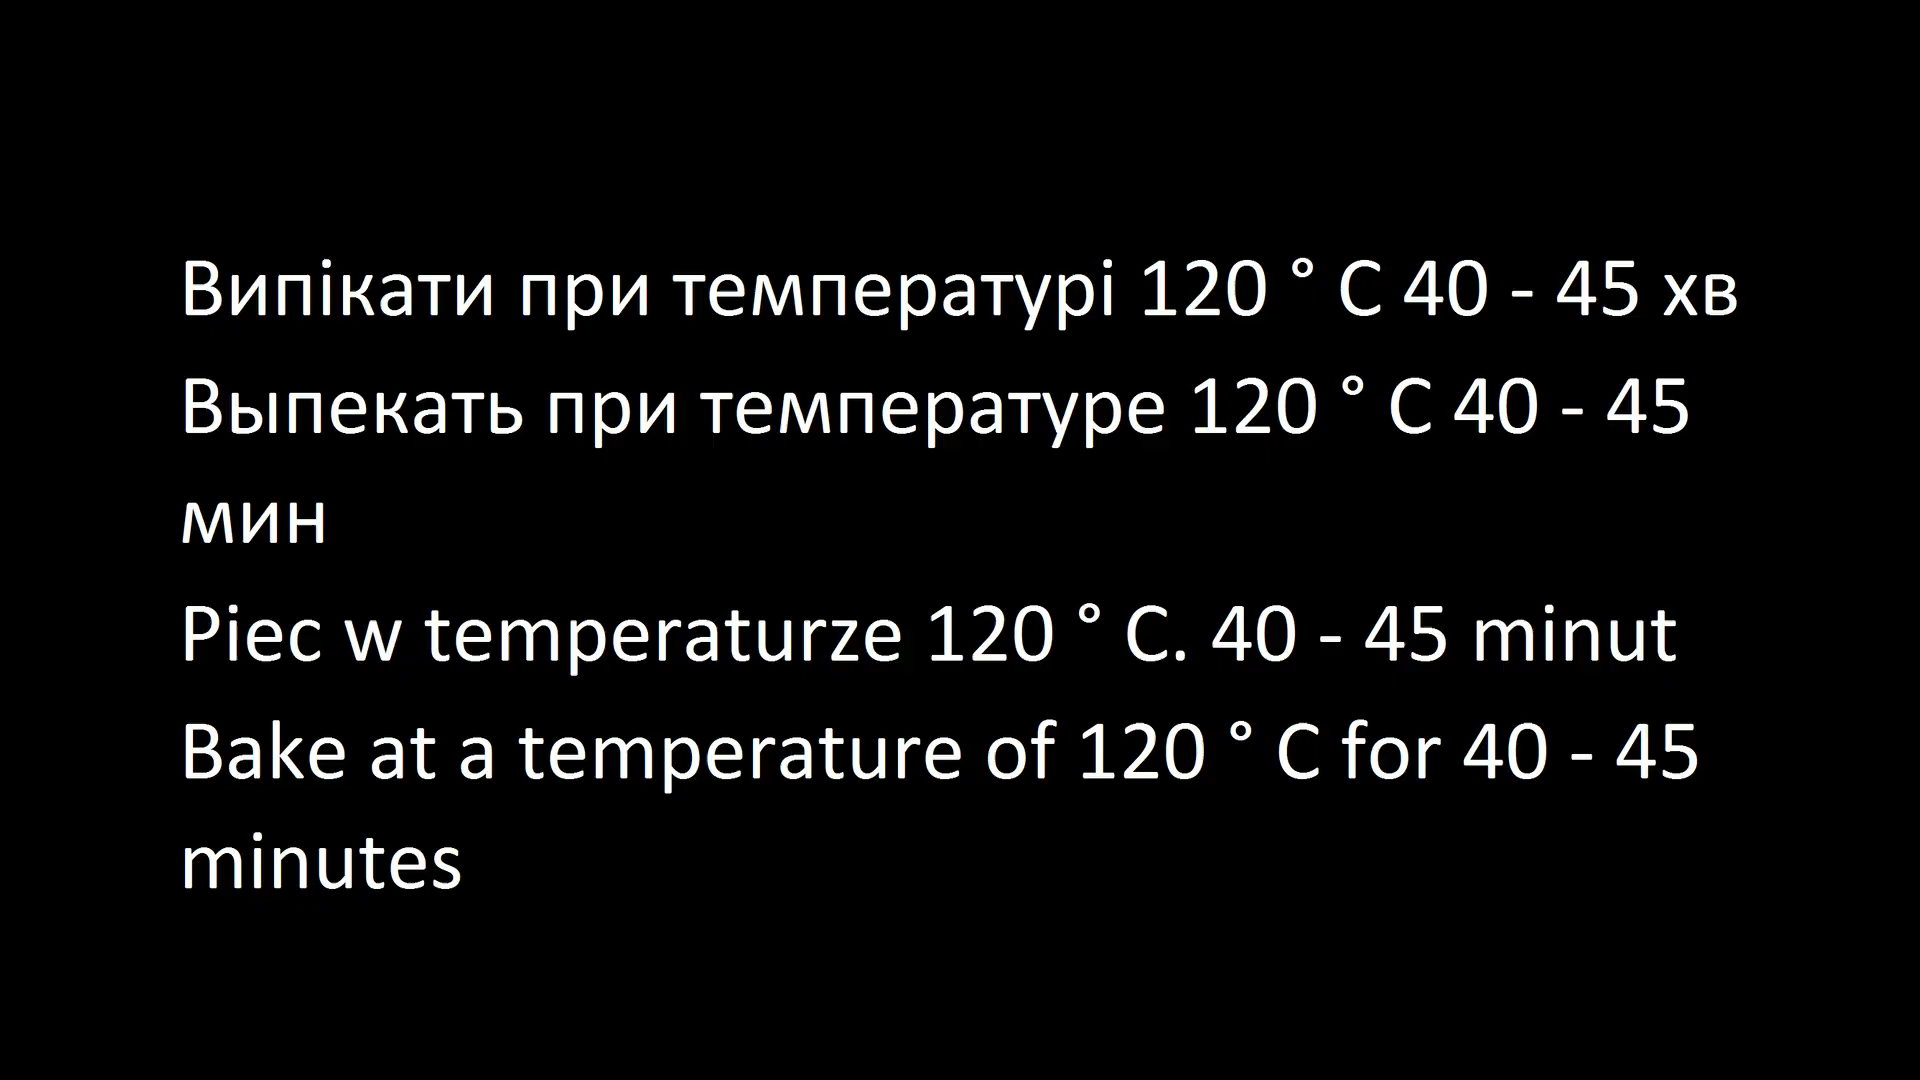 Випікати при температурі 120 ° С 40 - 45 хв
Выпекать при температуре 120 ° С 40 - 45
мин
Piec w temperaturze 120 ° C. 40 - 45 minut
Bake at a temperature of 120 ° C for 40 - 45
minutes